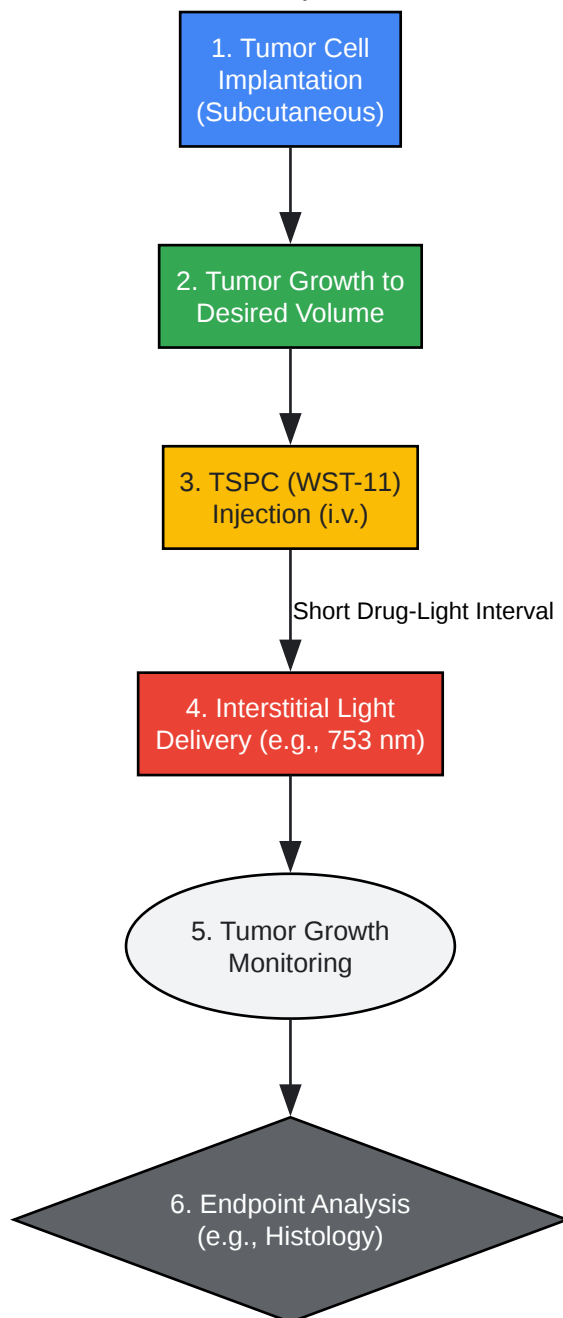 1. Tumor Cell
Implantation
(Subcutaneous)
2. Tumor Growth to
Desired Volume
3. TSPC (WST-11)
Injection (i.v.)
Short Drug-Light Interval
4. Interstitial Light
Delivery (e.g., 753 nm)
5. Tumor Growth
Monitoring
6. Endpoint Analysis
(e.g., Histology)